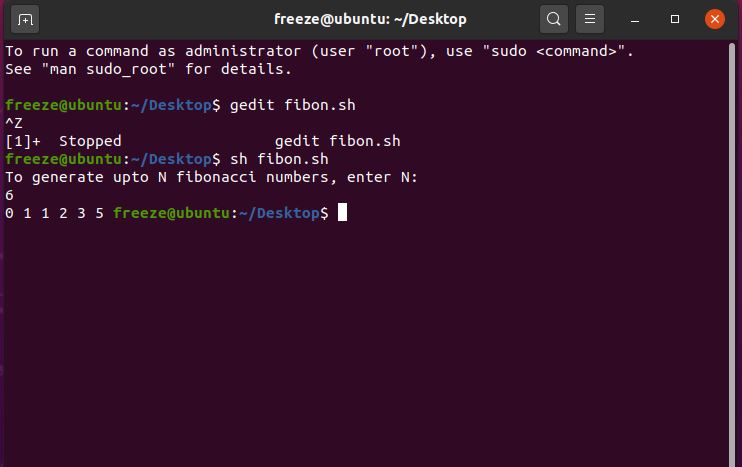 freeze@ubuntu: ~/Desktop
To run a command as administrator (user "root"), use "sudo <command>".
See "man sudo_root" for details.
freeze@ubuntu:~/Desktop$ gedit fibon.sh
^Z
[1]+  Stopped                 gedit fibon.sh
freeze@ubuntu:~/Desktop$ sh fibon.sh
To generate upto N fibonacci numbers, enter N:
6
0 1 1 2 3 5 freeze@ubuntu:~/Desktop$